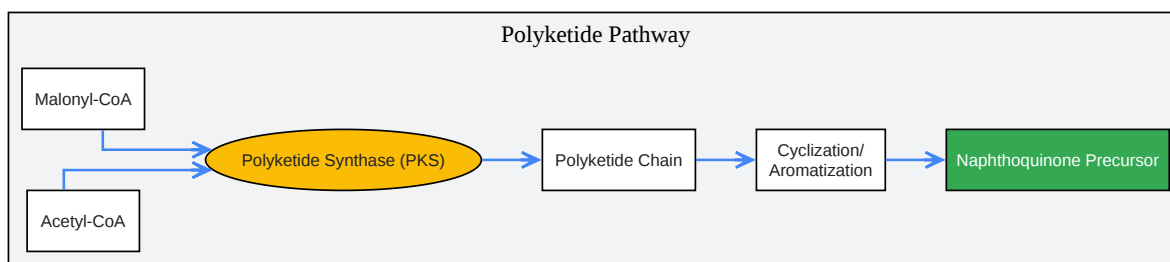 Polyketide Pathway
Malonyl-CoA
Acetyl-CoA
Polyketide Synthase (PKS)
Polyketide Chain
Cyclization/
Aromatization
Naphthoquinone Precursor